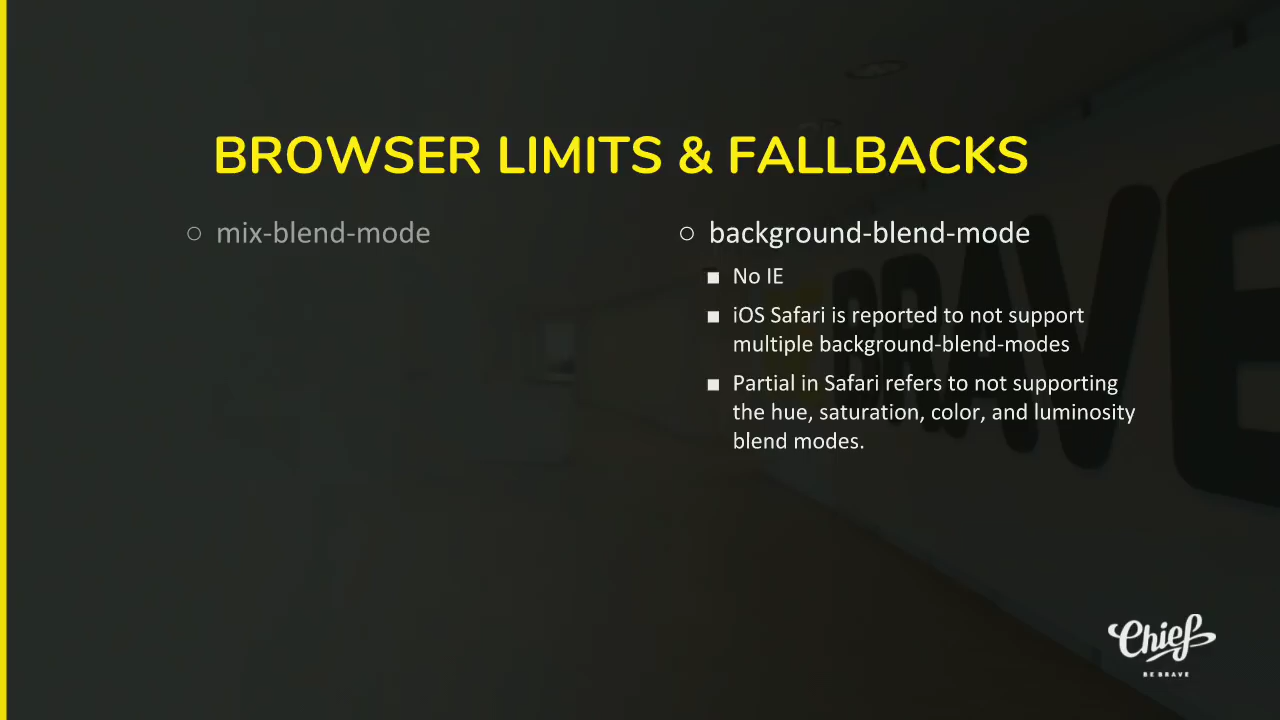 BROWSER LIMITS & FALLBACKS
○ mix-blend-mode
○ background-blend-mode
■ No IE
■ iOS Safari is reported to not support
multiple background-blend-modes
■ Partial in Safari refers to not supporting
the hue, saturation, color, and luminosity
blend modes.
BRAVE
Chief
BE BRAVE